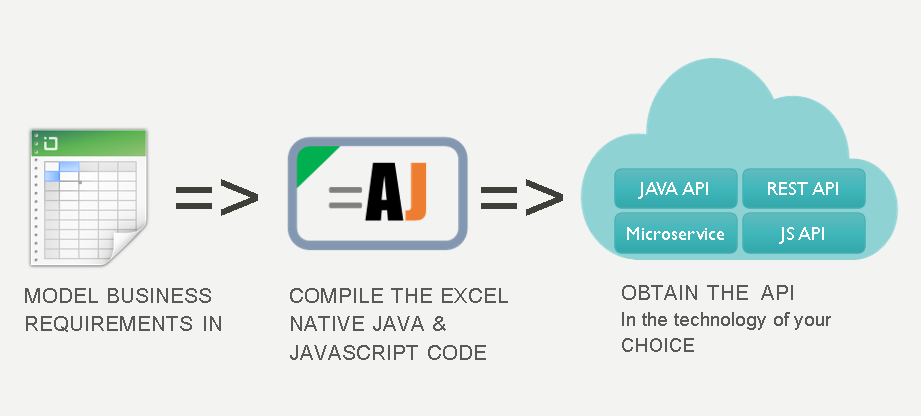 =>
=AJ
=>
JAVA API
REST API
Microservice
JS API
MODEL BUSINESS
REQUIREMENTS IN
COMPILE THE EXCEL
NATIVE JAVA &
JAVASCRIPT CODE
OBTAIN THE API
In the technology of your
CHOICE